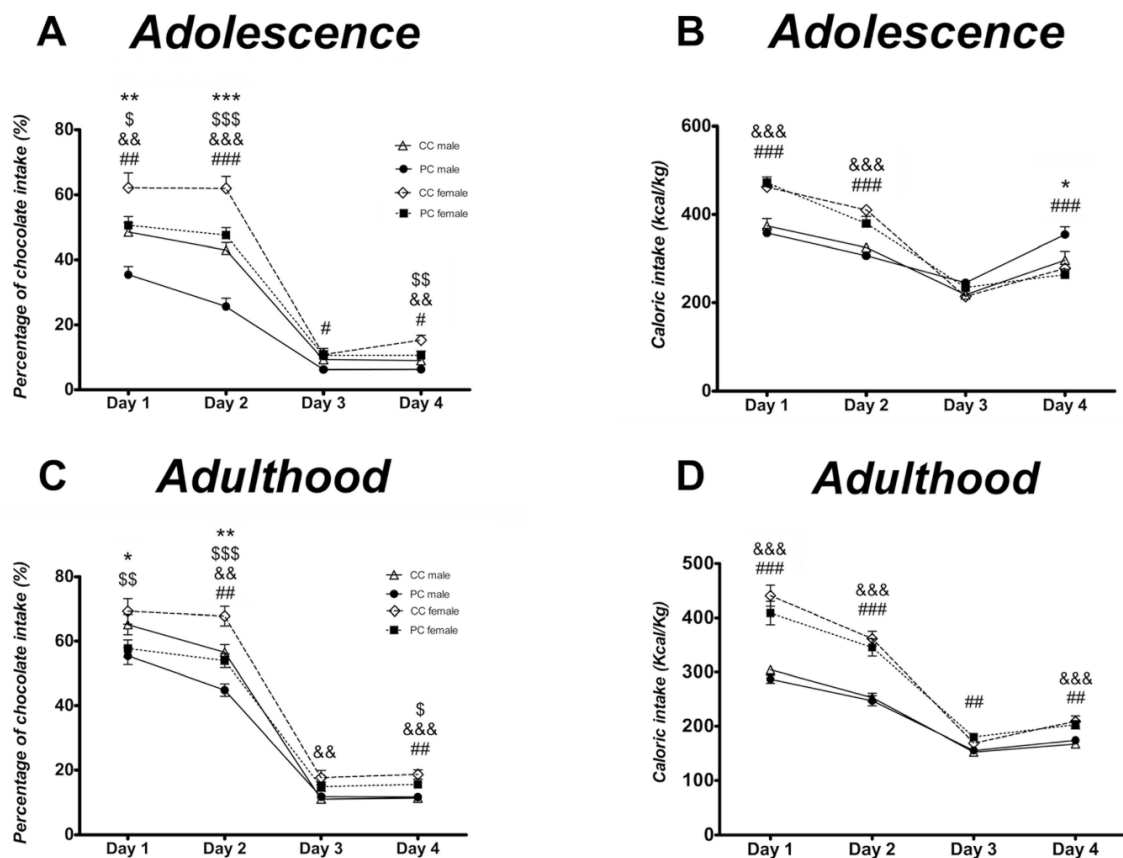 A Adolescence
Percentage of chocolate intake (%)
80
60
40
20
0
**
$
&&
##
***
$$$
&&&
###
#
$$
&&
#
CC male
PC male
CC female
PC female
Day 1 Day 2 Day 3 Day 4
B Adolescence
Caloric intake (kcal/kg)
600
400
200
0
&&&
###
&&&
###
*
###
Day 1 Day 2 Day 3 Day 4
C Adulthood
Percentage of chocolate intake (%)
80
60
40
20
0
*
$$
**
$$$
&&
##
&&
$
&&&
##
CC male
PC male
CC female
PC female
Day 1 Day 2 Day 3 Day 4
D Adulthood
Caloric intake (Kcal/Kg)
500
400
300
200
100
0
&&&
###
&&&
###
##
&&&
##
Day 1 Day 2 Day 3 Day 4